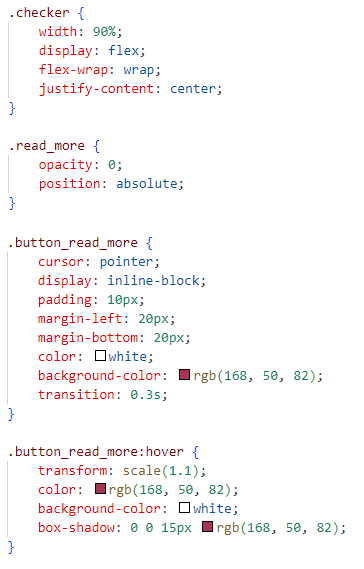 .checker {
    width: 90%;
    display: flex;
    flex-wrap: wrap;
    justify-content: center;
}

.read_more {
    opacity: 0;
    position: absolute;
}

.button_read_more {
    cursor: pointer;
    display: inline-block;
    padding: 10px;
    margin-left: 20px;
    margin-bottom: 20px;
    color: white;
    background-color: rgb(168, 50, 82);
    transition: 0.3s;
}

.button_read_more:hover {
    transform: scale(1.1);
    color: rgb(168, 50, 82);
    background-color: white;
    box-shadow: 0 0 15px rgb(168, 50, 82);
}